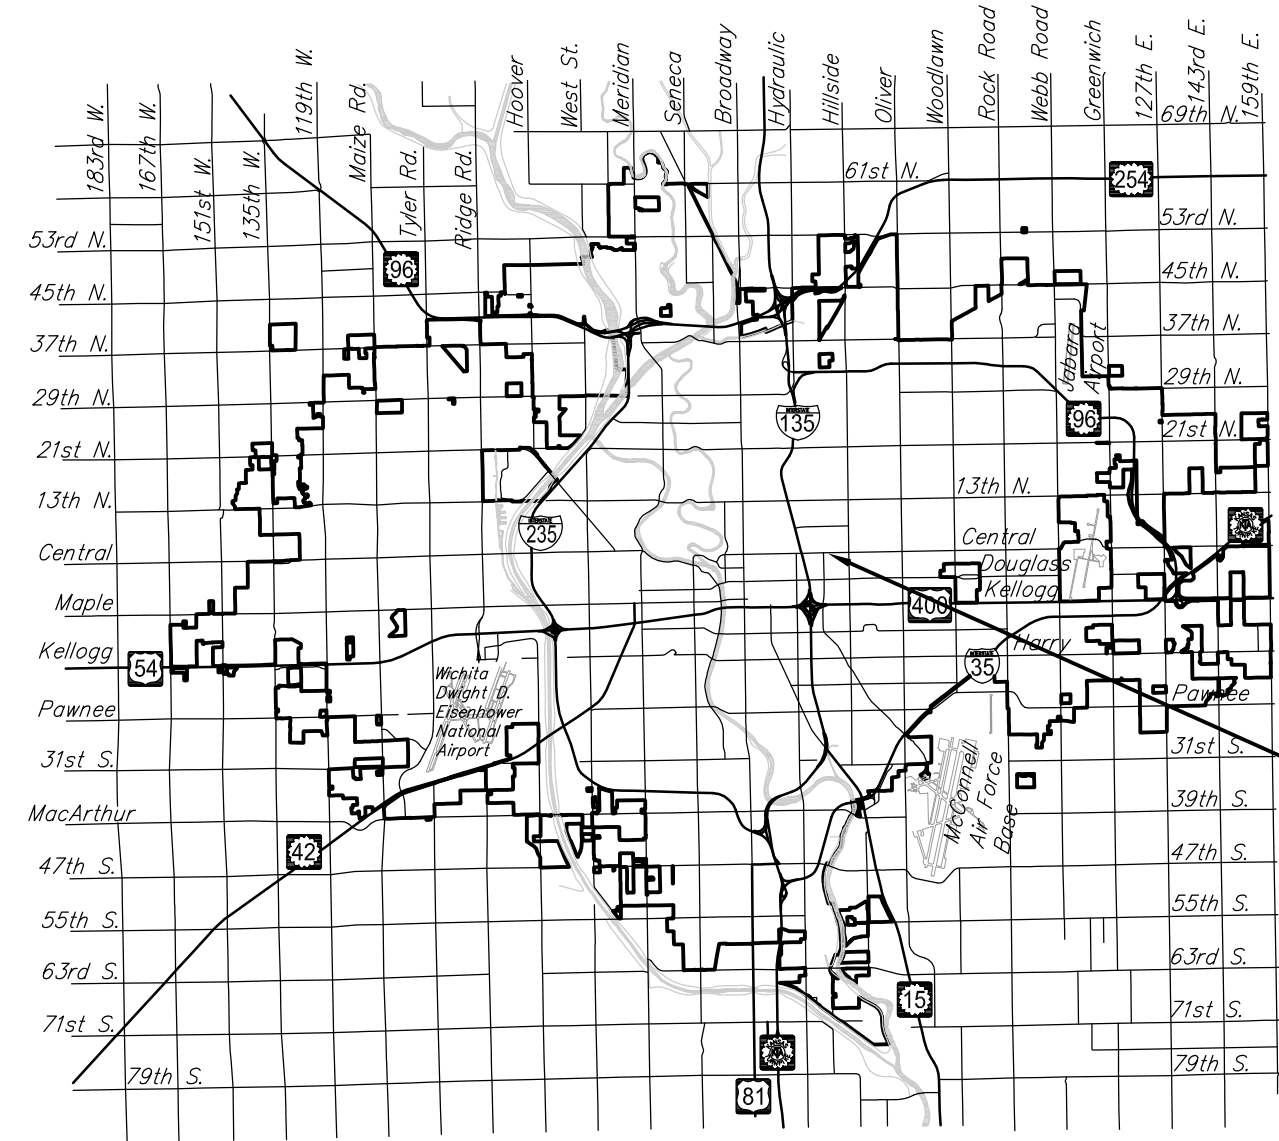 183rd W.
167th W.
151st W.
135th W.
119th W.
Maize Rd.
Tyler Rd.
Ridge Rd.
Hoover
West St.
Meridian
Seneca
Broadway
Hydraulic
Hillside
Oliver
Woodlawn
Rock Road
Webb Road
Greenwich
127th E.
143rd E.
159th E.
69th N.
61st N.
254
53rd N.
53rd N.
96
45th N.
45th N.
37th N.
37th N.
Jabara
Airport
29th N.
29th N.
INTERSTATE
135
96
21st N.
21st N.
13th N.
13th N.
INTERSTATE
235
Central
Central
Douglass
Kellogg
Maple
400
Kellogg
54
Harry
INTERSTATE
35
Wichita
Dwight D.
Eisenhower
National
Airport
Pawnee
Pawnee
31st S.
31st S.
McConnell
Air Force
Base
MacArthur
39th S.
42
47th S.
47th S.
55th S.
55th S.
63rd S.
63rd S.
15
71st S.
71st S.
79th S.
79th S.
81